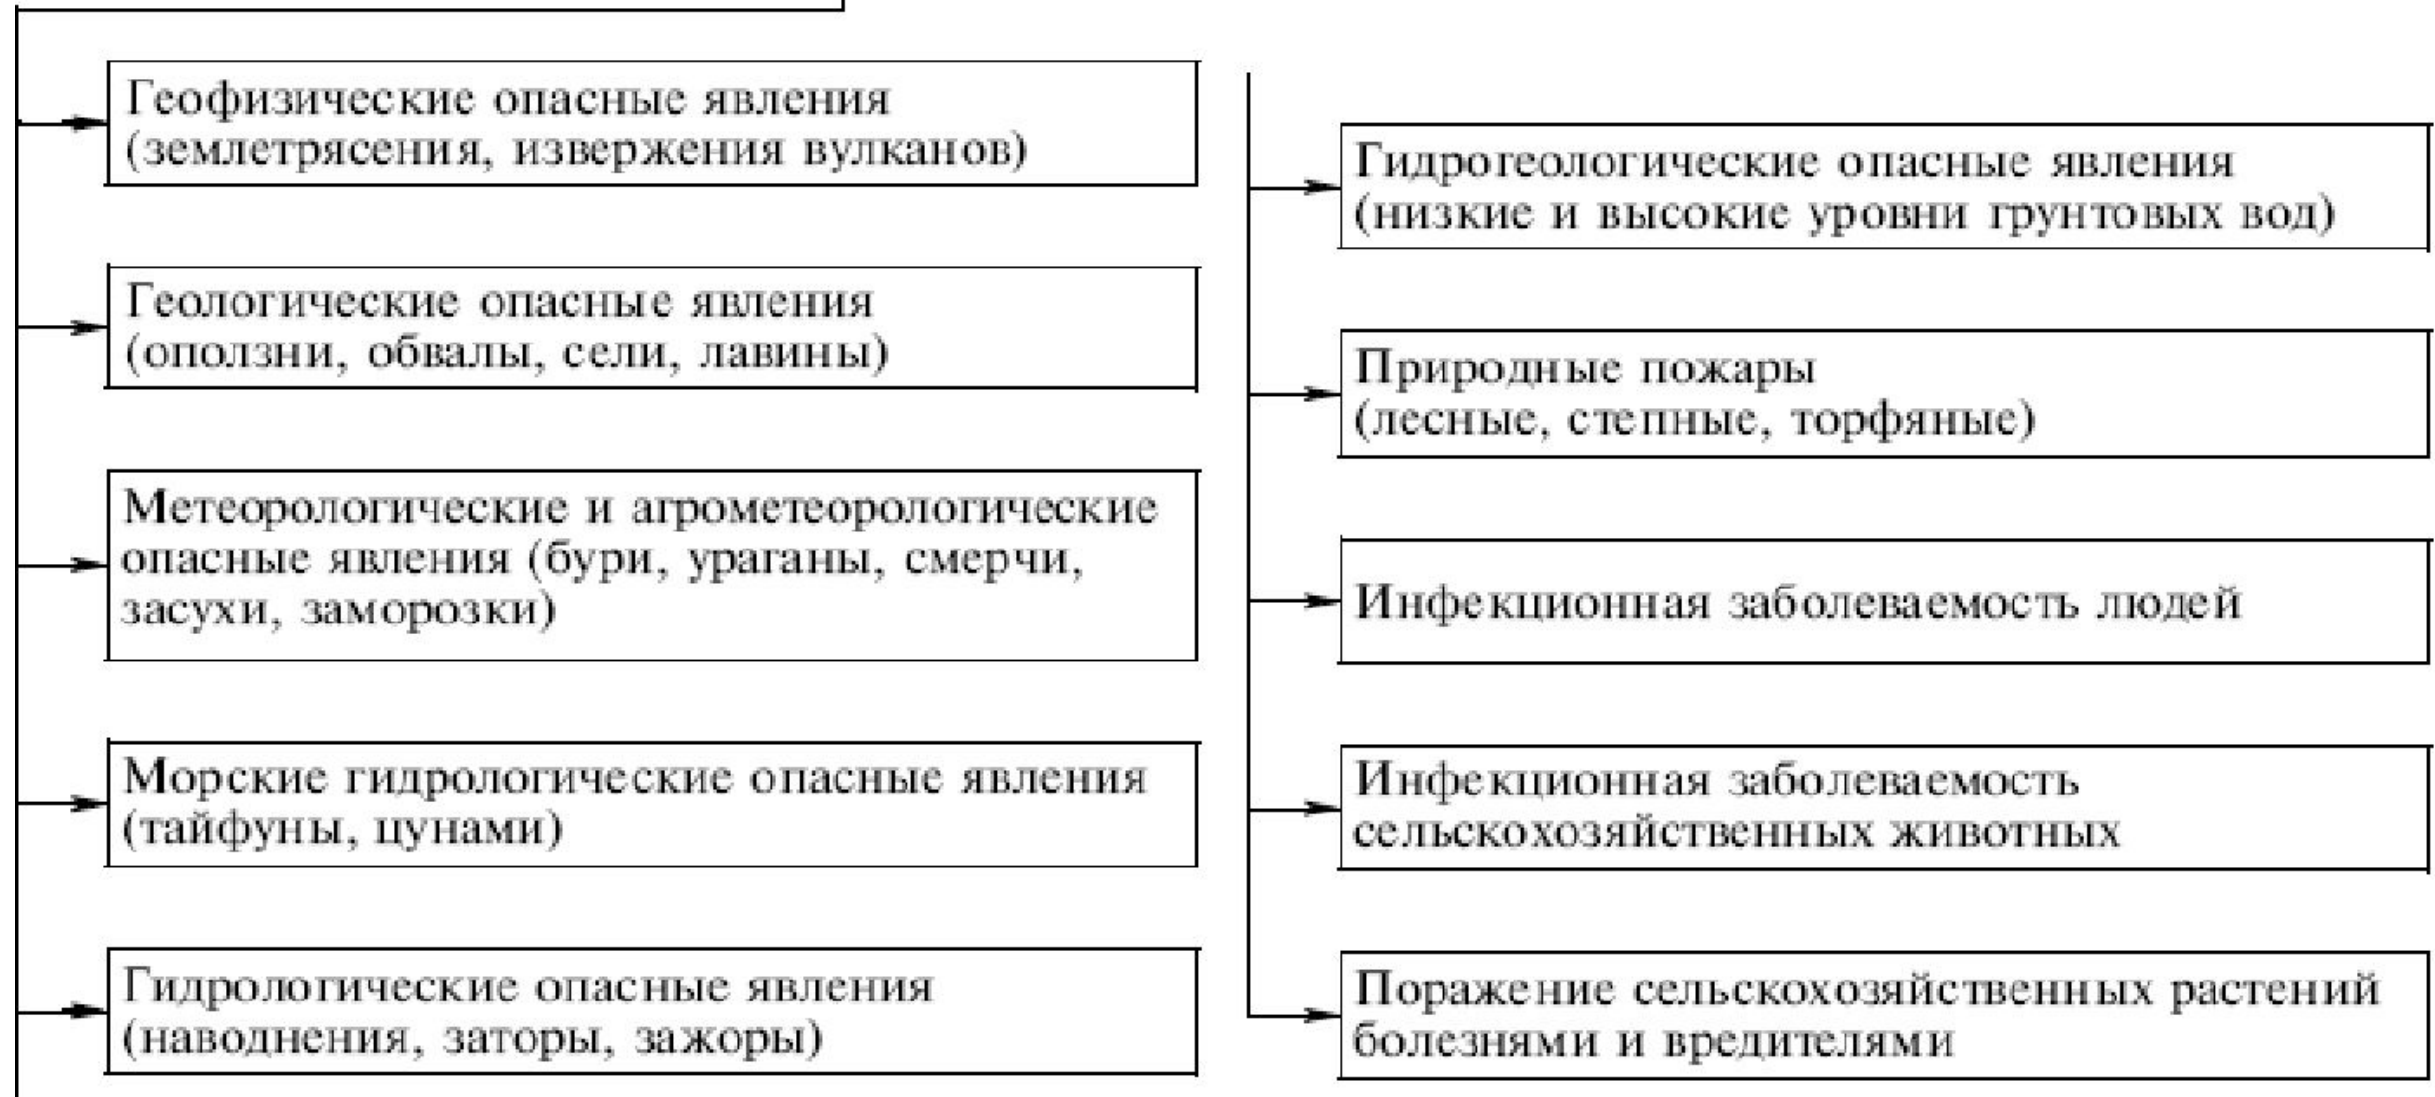 Геофизические опасные явления
(землетрясения, извержения вулканов)
Геологические опасные явления
(оползни, обвалы, сели, лавины)
Метеорологические и агрометеорологические
опасные явления (бури, ураганы, смерчи,
засухи, заморозки)
Морские гидрологические опасные явления
(тайфуны, цунами)
Гидрологические опасные явления
(наводнения, заторы, зажоры)
Гидрогеологические опасные явления
(низкие и высокие уровни грунтовых вод)
Природные пожары
(лесные, степные, торфяные)
Инфекционная заболеваемость людей
Инфекционная заболеваемость
сельскохозяйственных животных
Поражение сельскохозяйственных растений
болезнями и вредителями